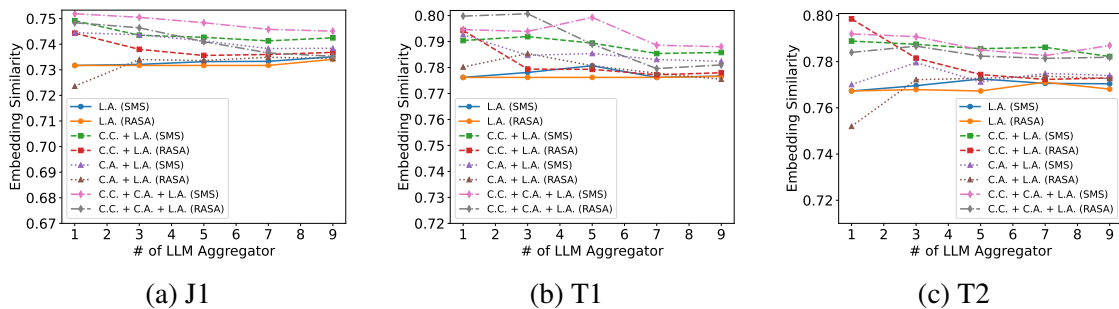 Embedding Similarity
0.75
0.74
0.73
0.72
0.71
0.70
0.69
0.68
0.67
L.A. (SMS)
L.A. (RASA)
C.C. + L.A. (SMS)
C.C. + L.A. (RASA)
C.A. + L.A. (SMS)
C.A. + L.A. (RASA)
C.C. + C.A. + L.A. (SMS)
C.C. + C.A. + L.A. (RASA)
1 2 3 4 5 6 7 8 9
# of LLM Aggregator
(a) J1
Embedding Similarity
0.80
0.79
0.78
0.77
0.76
0.75
0.74
0.73
0.72
L.A. (SMS)
L.A. (RASA)
C.C. + L.A. (SMS)
C.C. + L.A. (RASA)
C.A. + L.A. (SMS)
C.A. + L.A. (RASA)
C.C. + C.A. + L.A. (SMS)
C.C. + C.A. + L.A. (RASA)
1 2 3 4 5 6 7 8 9
# of LLM Aggregator
(b) T1
Embedding Similarity
0.80
0.78
0.76
0.74
0.72
L.A. (SMS)
L.A. (RASA)
C.C. + L.A. (SMS)
C.C. + L.A. (RASA)
C.A. + L.A. (SMS)
C.A. + L.A. (RASA)
C.C. + C.A. + L.A. (SMS)
C.C. + C.A. + L.A. (RASA)
1 2 3 4 5 6 7 8 9
# of LLM Aggregator
(c) T2